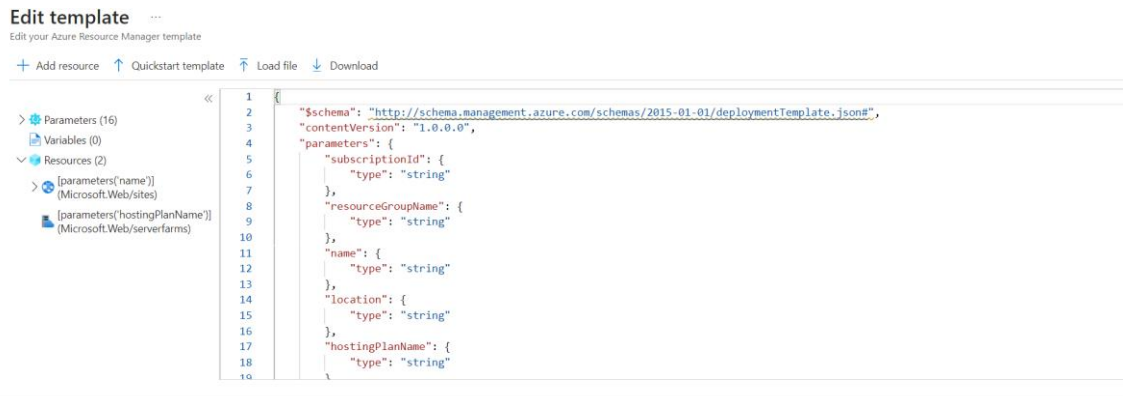 Edit template ...
Edit your Azure Resource Manager template
Add resource Quickstart template Load file Download
«
Parameters (16)
Variables (0)
Resources (2)
[parameters('name')]
(Microsoft.Web/sites)
[parameters('hostingPlanName')]
(Microsoft.Web/serverfarms)
1 {
2 "$schema": "http://schema.management.azure.com/schemas/2015-01-01/deploymentTemplate.json#",
3 "contentVersion": "1.0.0.0",
4 "parameters": {
5 "subscriptionId": {
6 "type": "string"
7 },
8 "resourceGroupName": {
9 "type": "string"
10 },
11 "name": {
12 "type": "string"
13 },
14 "location": {
15 "type": "string"
16 },
17 "hostingPlanName": {
18 "type": "string"
19 }